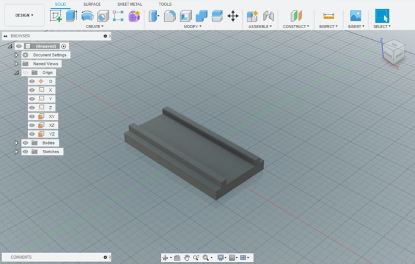 SOLID SURFACE SHEET METAL TOOLS
DESIGN ▾
CREATE ▾ MODIFY ▾ ASSEMBLE ▾ CONSTRUCT ▾ INSPECT ▾ INSERT ▾ SELECT ▾
BROWSER
(Unsaved)
Document Settings
Named Views
Origin
O
X
Y
Z
XY
XZ
YZ
Bodies
Sketches
COMMENTS